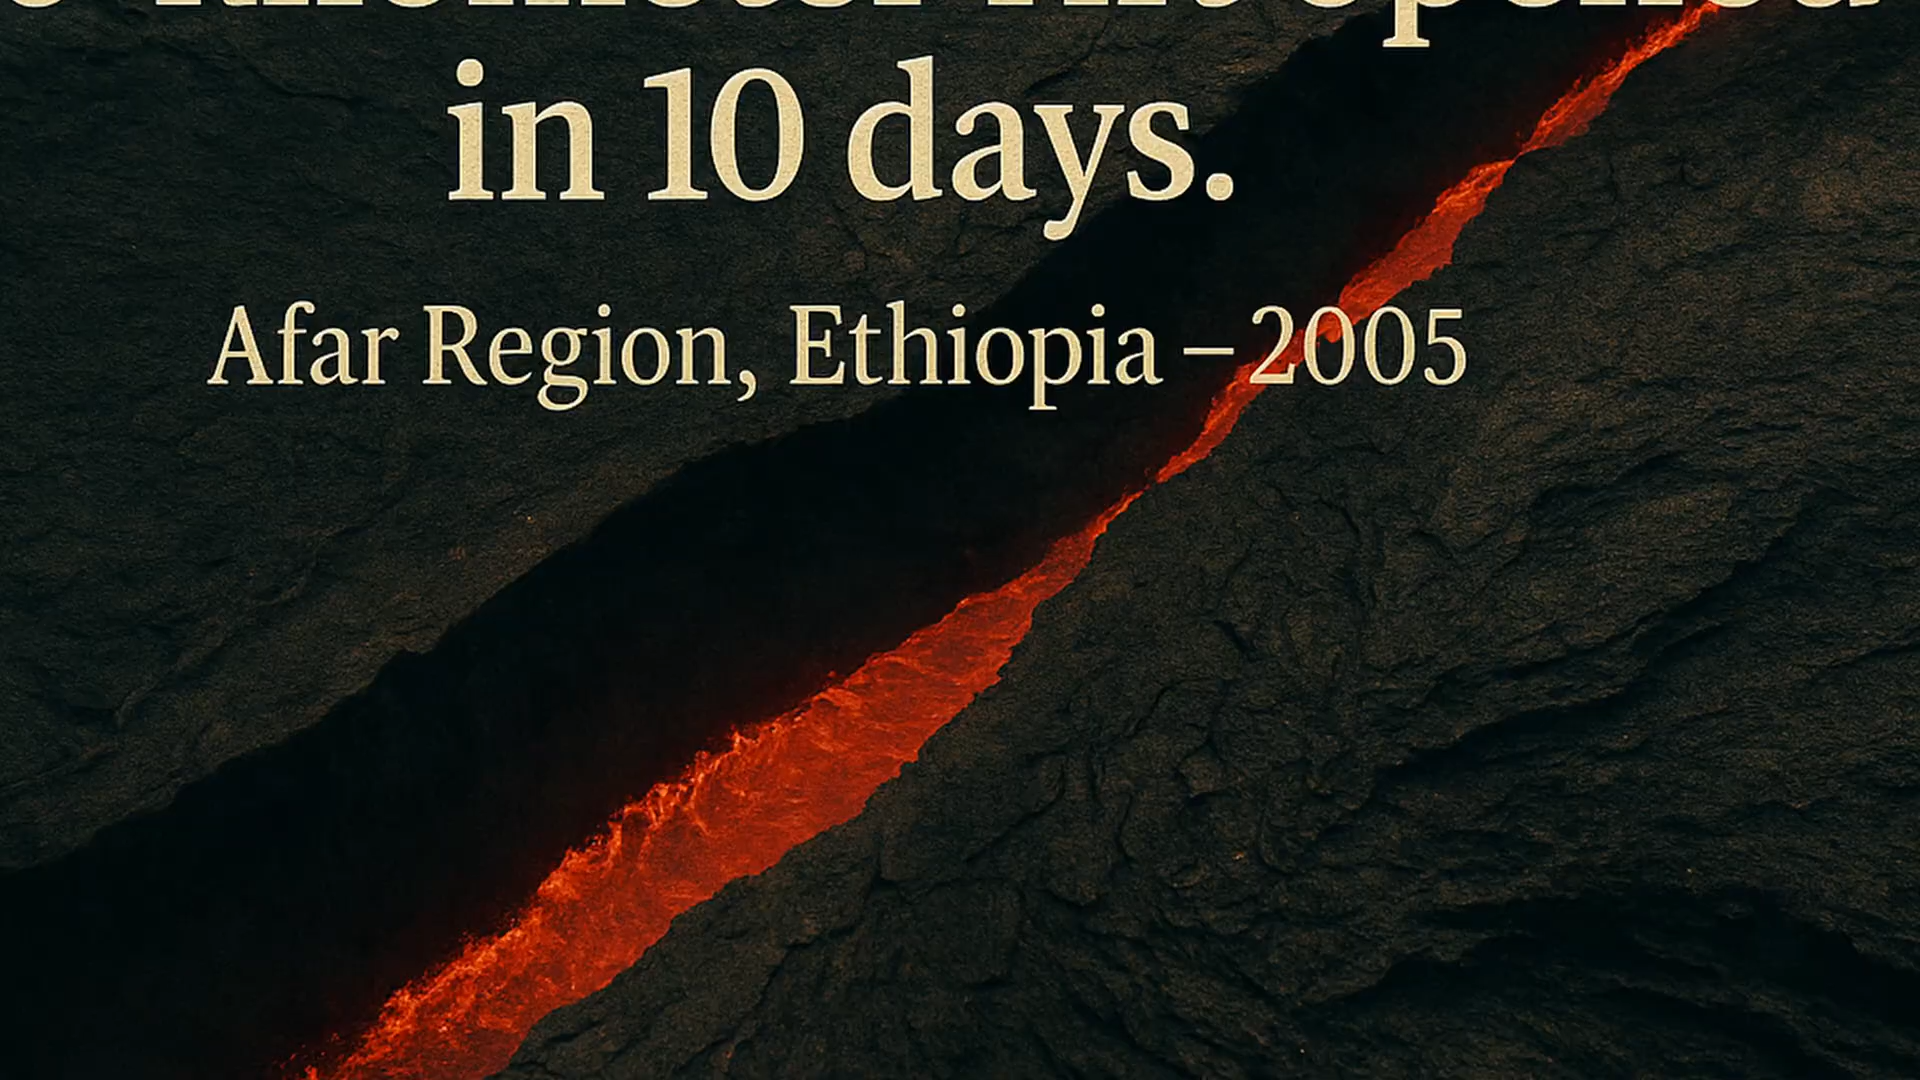 in 10 days.
Afar Region, Ethiopia – 2005